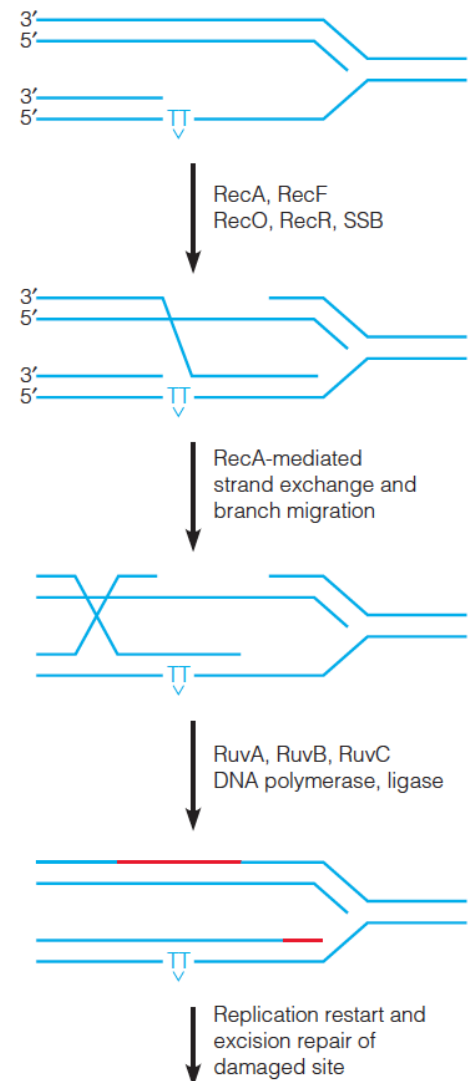 3′
5′
3′
5′
TT
RecA, RecF
RecO, RecR, SSB
3′
5′
3′
5′
TT
RecA-mediated
strand exchange and
branch migration
TT
RuvA, RuvB, RuvC
DNA polymerase, ligase
TT
Replication restart and
excision repair of
damaged site